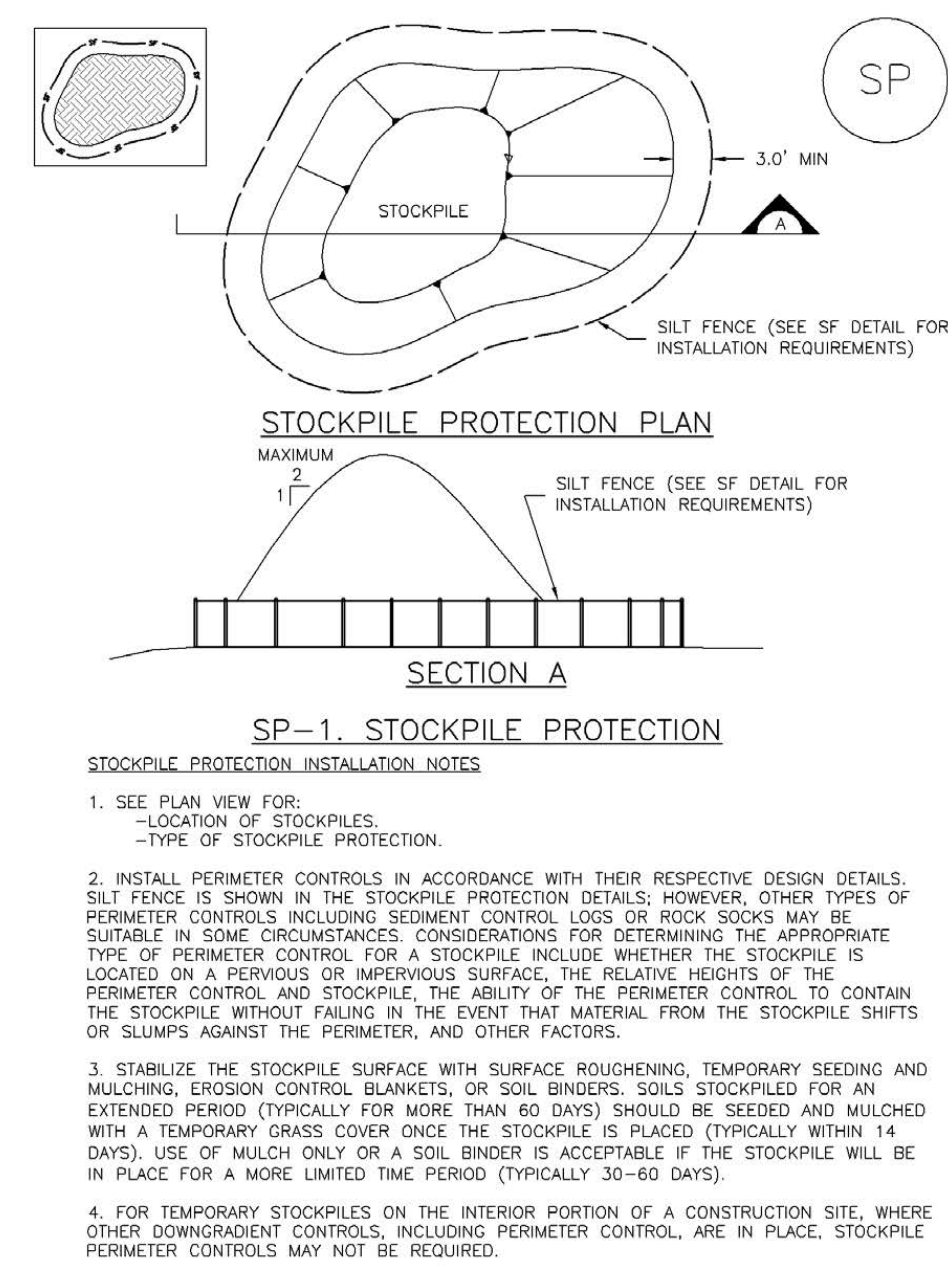 SF
SF
SF
SF
SF
SF
SP
3.0' MIN
STOCKPILE
A
SILT FENCE (SEE SF DETAIL FOR
INSTALLATION REQUIREMENTS)
STOCKPILE PROTECTION PLAN
MAXIMUM
2
1
SILT FENCE (SEE SF DETAIL FOR
INSTALLATION REQUIREMENTS)
SECTION A
SP-1. STOCKPILE PROTECTION
STOCKPILE PROTECTION INSTALLATION NOTES
1. SEE PLAN VIEW FOR:
-LOCATION OF STOCKPILES.
-TYPE OF STOCKPILE PROTECTION.
2. INSTALL PERIMETER CONTROLS IN ACCORDANCE WITH THEIR RESPECTIVE DESIGN DETAILS.
SILT FENCE IS SHOWN IN THE STOCKPILE PROTECTION DETAILS; HOWEVER, OTHER TYPES OF
PERIMETER CONTROLS INCLUDING SEDIMENT CONTROL LOGS OR ROCK SOCKS MAY BE
SUITABLE IN SOME CIRCUMSTANCES. CONSIDERATIONS FOR DETERMINING THE APPROPRIATE
TYPE OF PERIMETER CONTROL FOR A STOCKPILE INCLUDE WHETHER THE STOCKPILE IS
LOCATED ON A PERVIOUS OR IMPERVIOUS SURFACE, THE RELATIVE HEIGHTS OF THE
PERIMETER CONTROL AND STOCKPILE, THE ABILITY OF THE PERIMETER CONTROL TO CONTAIN
THE STOCKPILE WITHOUT FAILING IN THE EVENT THAT MATERIAL FROM THE STOCKPILE SHIFTS
OR SLUMPS AGAINST THE PERIMETER, AND OTHER FACTORS.
3. STABILIZE THE STOCKPILE SURFACE WITH SURFACE ROUGHENING, TEMPORARY SEEDING AND
MULCHING, EROSION CONTROL BLANKETS, OR SOIL BINDERS. SOILS STOCKPILED FOR AN
EXTENDED PERIOD (TYPICALLY FOR MORE THAN 60 DAYS) SHOULD BE SEEDED AND MULCHED
WITH A TEMPORARY GRASS COVER ONCE THE STOCKPILE IS PLACED (TYPICALLY WITHIN 14
DAYS). USE OF MULCH ONLY OR A SOIL BINDER IS ACCEPTABLE IF THE STOCKPILE WILL BE
IN PLACE FOR A MORE LIMITED TIME PERIOD (TYPICALLY 30-60 DAYS).
4. FOR TEMPORARY STOCKPILES ON THE INTERIOR PORTION OF A CONSTRUCTION SITE, WHERE
OTHER DOWNGRADIENT CONTROLS, INCLUDING PERIMETER CONTROL, ARE IN PLACE, STOCKPILE
PERIMETER CONTROLS MAY NOT BE REQUIRED.